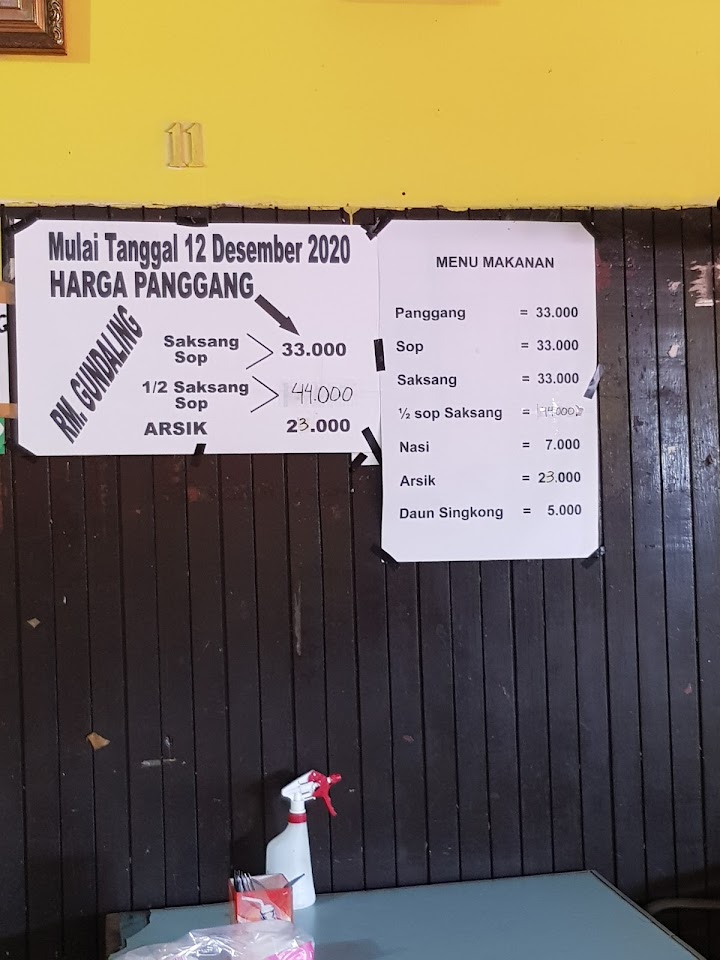 11
Mulai Tanggal 12 Desember 2020
HARGA PANGGANG
RM. GUNDALING
Saksang
Sop
33.000
1/2 Saksang
Sop
44.000
ARSIK 23.000
MENU MAKANAN
Panggang = 33.000
Sop = 33.000
Saksang = 33.000
½ sop Saksang = 44.000
Nasi = 7.000
Arsik = 23.000
Daun Singkong = 5.000